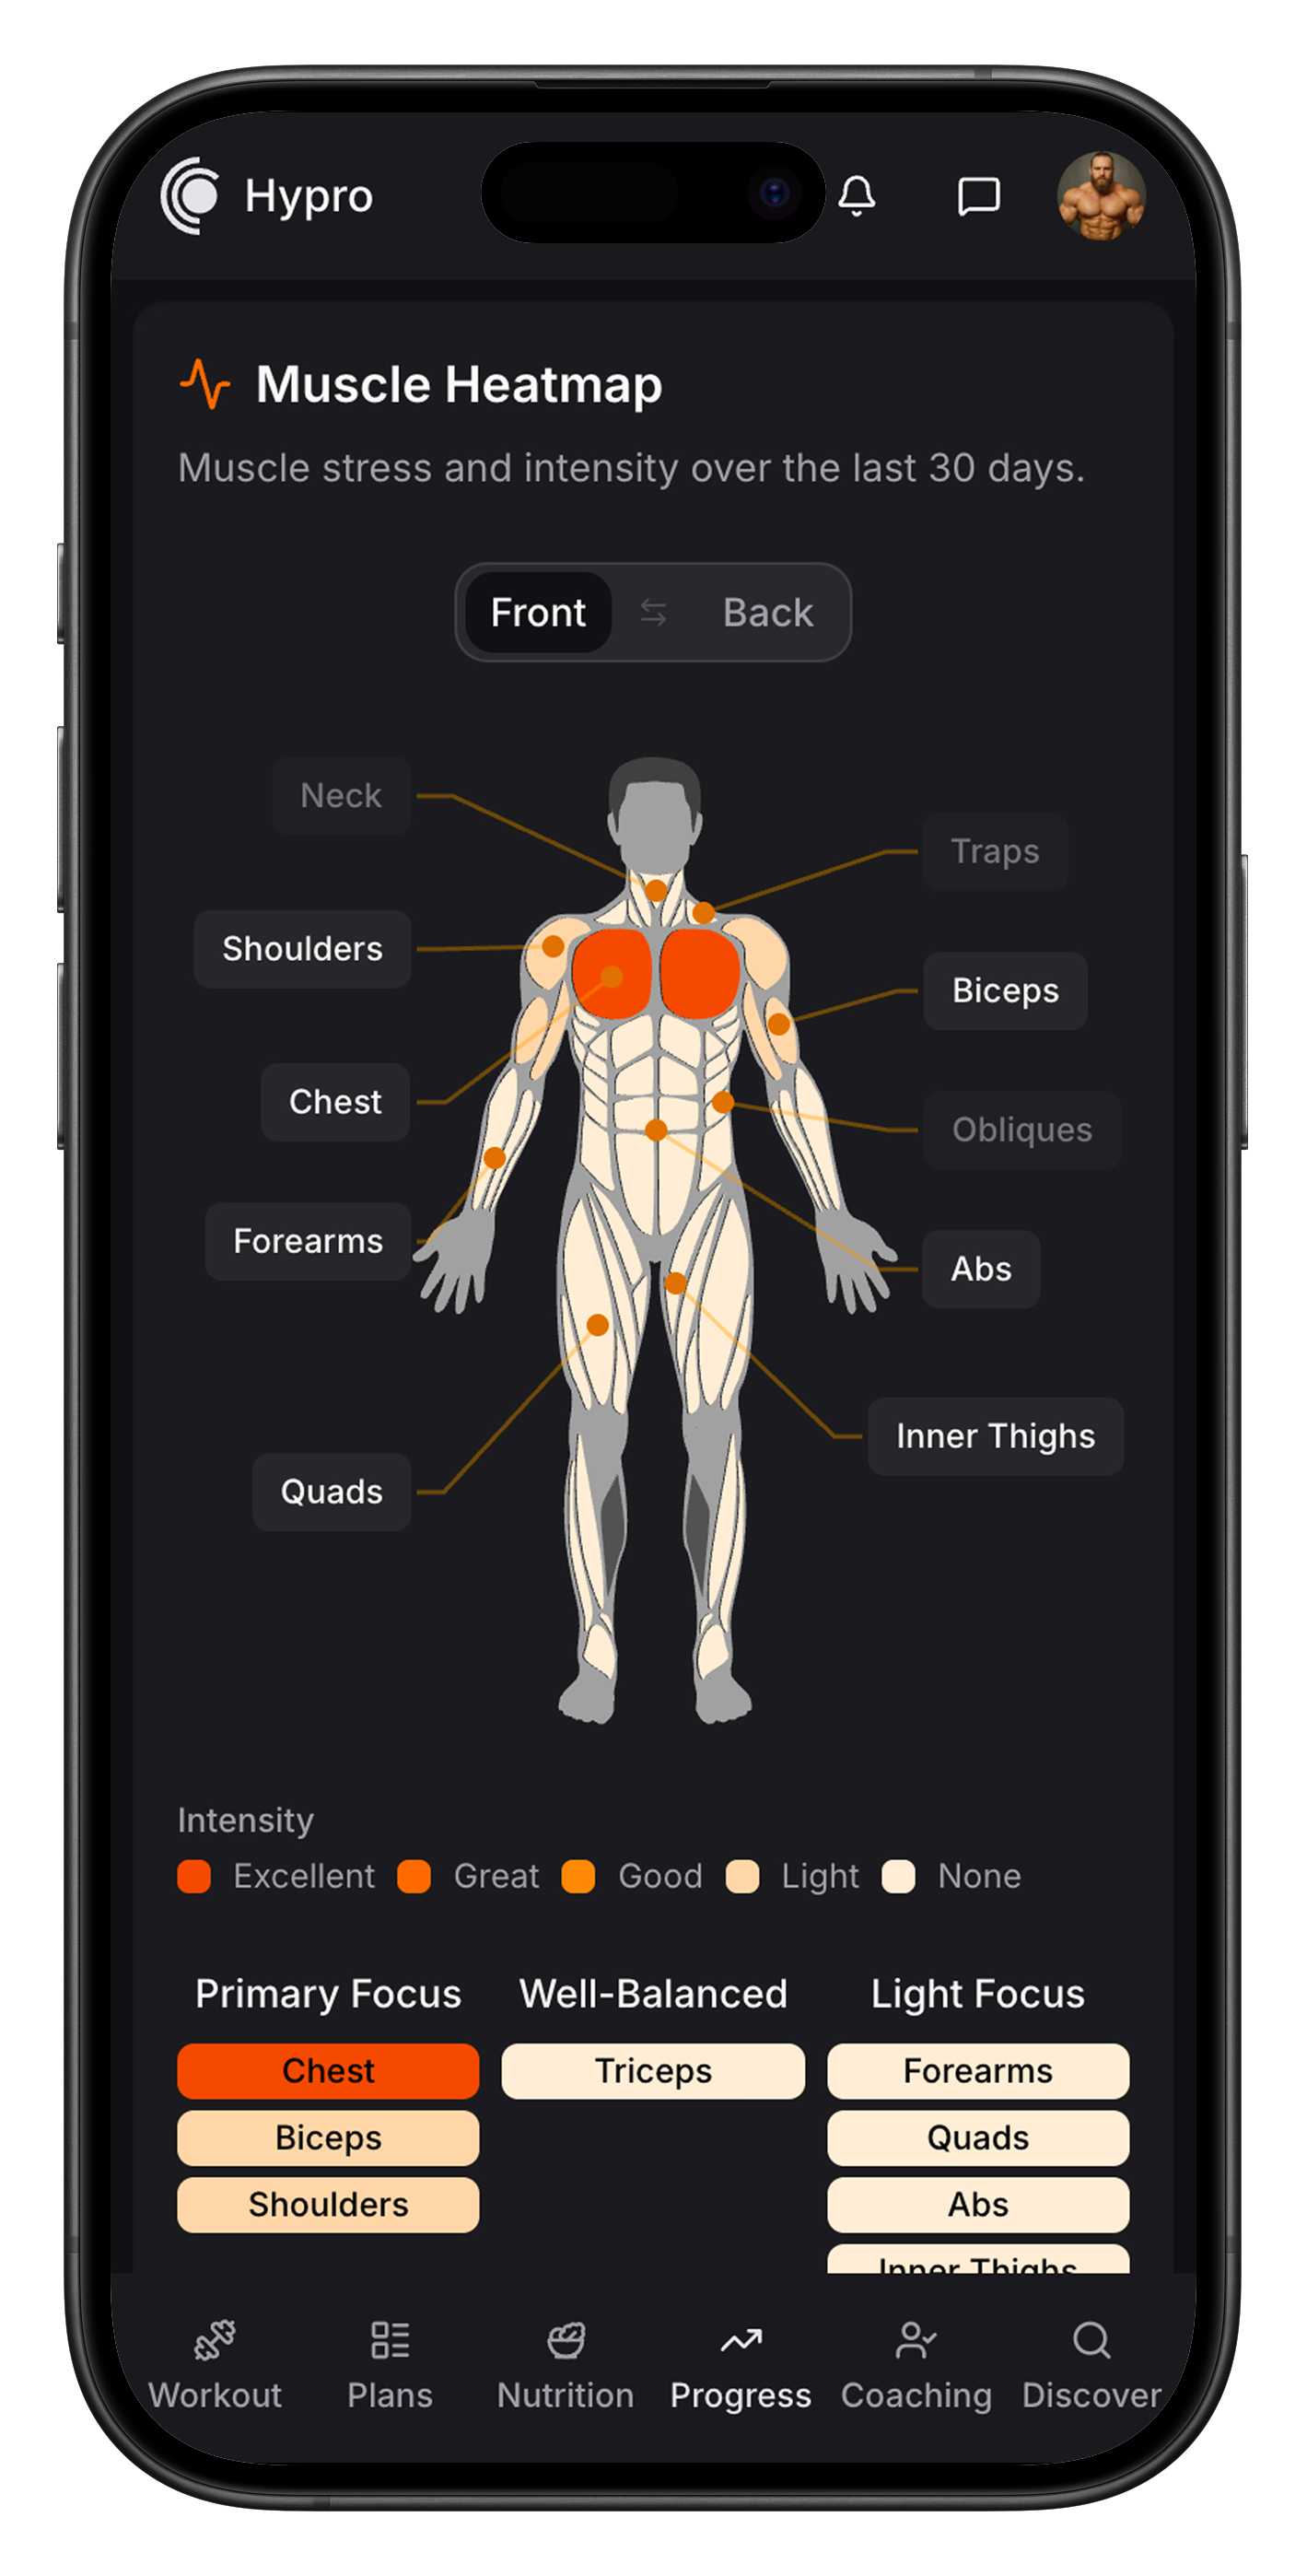 Hypro
Muscle Heatmap
Muscle stress and intensity over the last 30 days.
Front Back
Neck
Traps
Shoulders
Biceps
Chest
Obliques
Forearms
Abs
Inner Thighs
Quads
Intensity
Excellent Great Good Light None
Primary Focus Well-Balanced Light Focus
Chest Triceps Forearms
Biceps Quads
Shoulders Abs
Inner Thighs
Workout Plans Nutrition Progress Coaching Discover